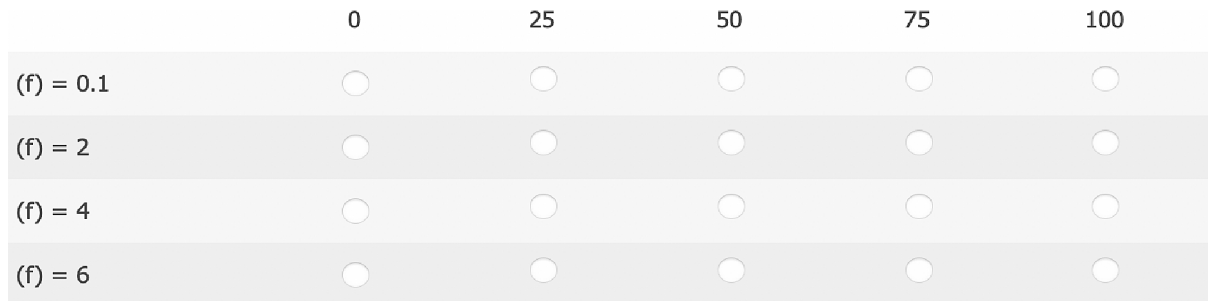 0 25 50 75 100
(f) = 0.1
(f) = 2
(f) = 4
(f) = 6